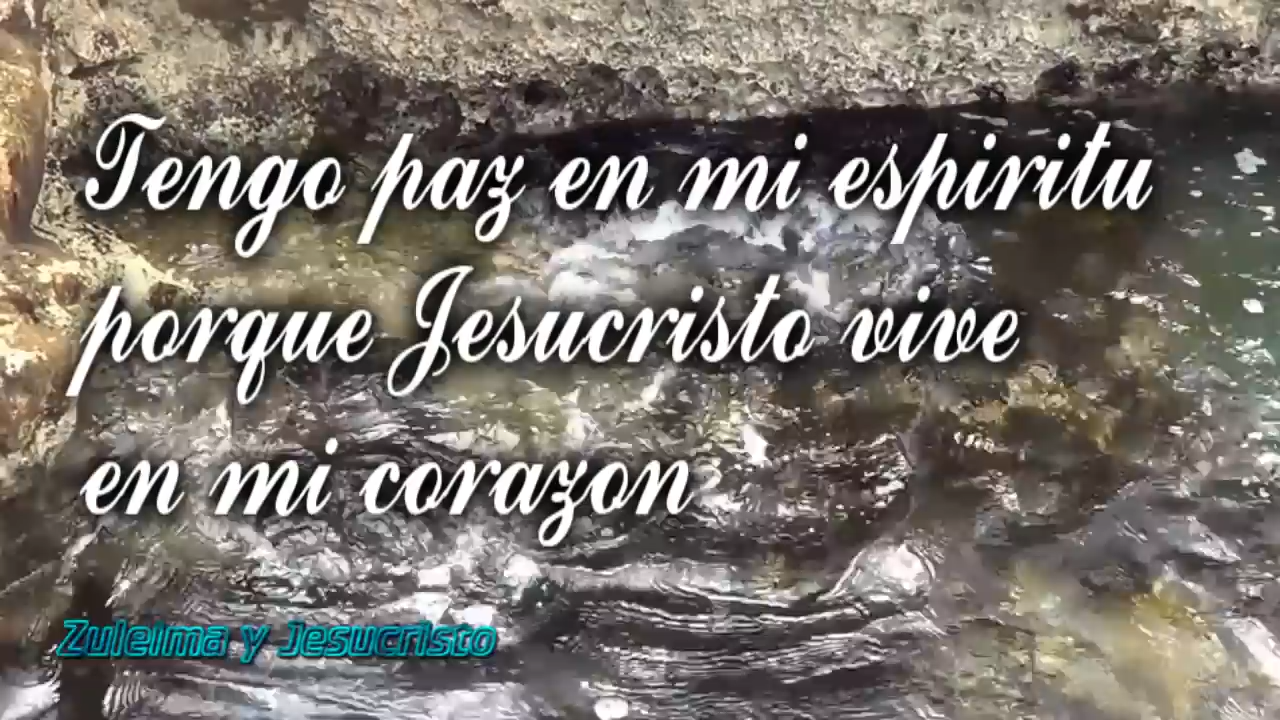 Tengo paz en mi espiritu
porque Jesucristo vive
en mi corazon
Zuleima y Jesucristo